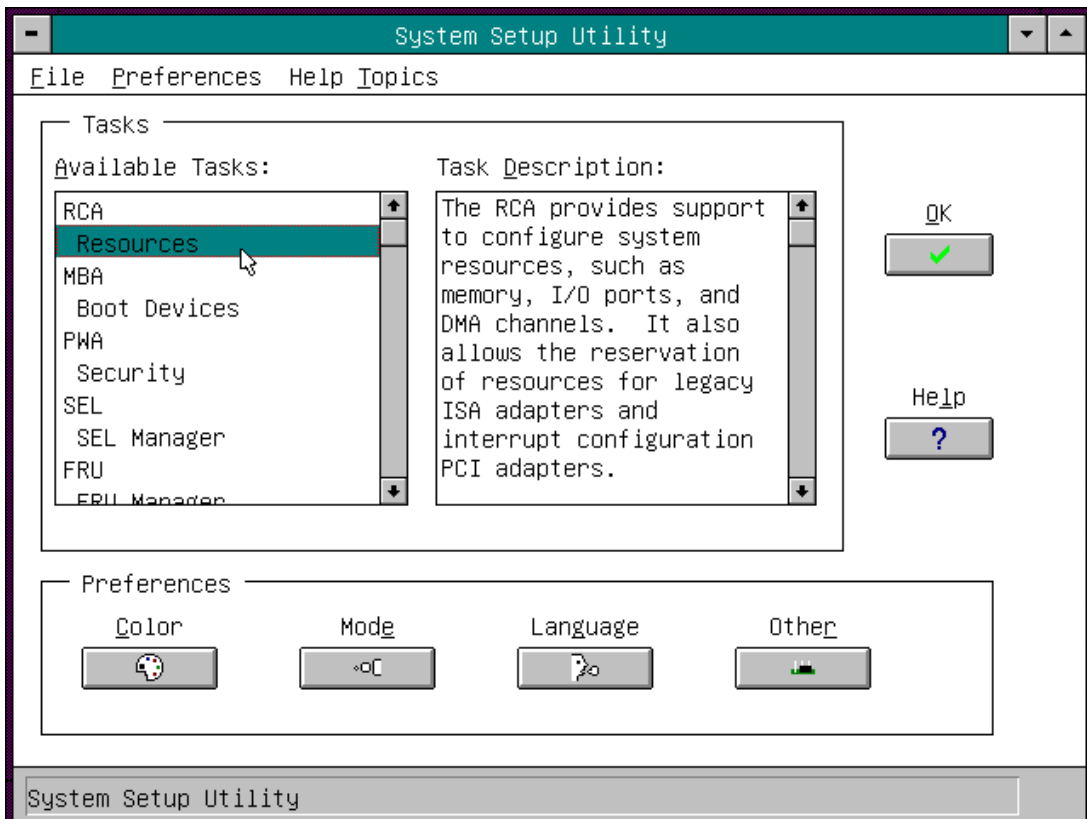 System Setup Utility
File Preferences Help Topics
Tasks
Available Tasks:
RCA
Resources
MBA
Boot Devices
PWA
Security
SEL
SEL Manager
FRU
FRU Manager
Task Description:
The RCA provides support
to configure system
resources, such as
memory, I/O ports, and
DMA channels.  It also
allows the reservation
of resources for legacy
ISA adapters and
interrupt configuration
PCI adapters.
OK
Help
?
Preferences
Color Mode Language Other
System Setup Utility